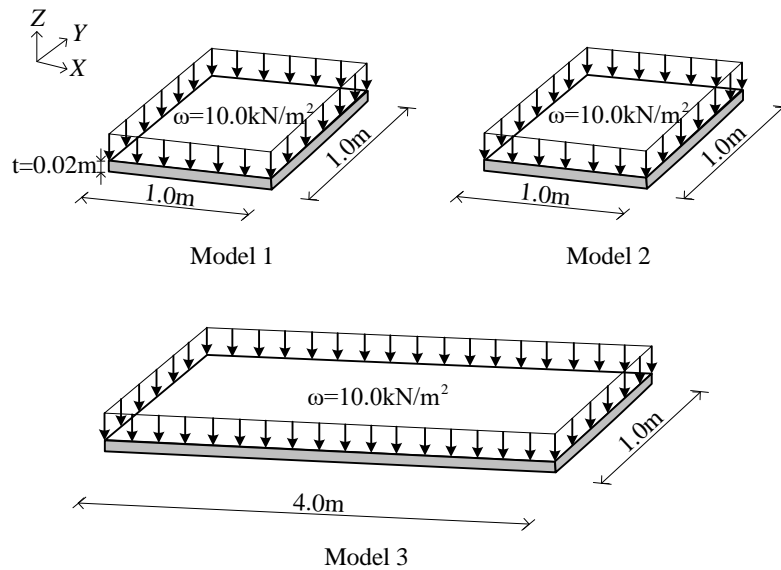 Z
Y
X
ω=10.0kN/m²
t=0.02m
1.0m
1.0m
Model 1
ω=10.0kN/m²
1.0m
1.0m
Model 2
ω=10.0kN/m²
1.0m
4.0m
Model 3